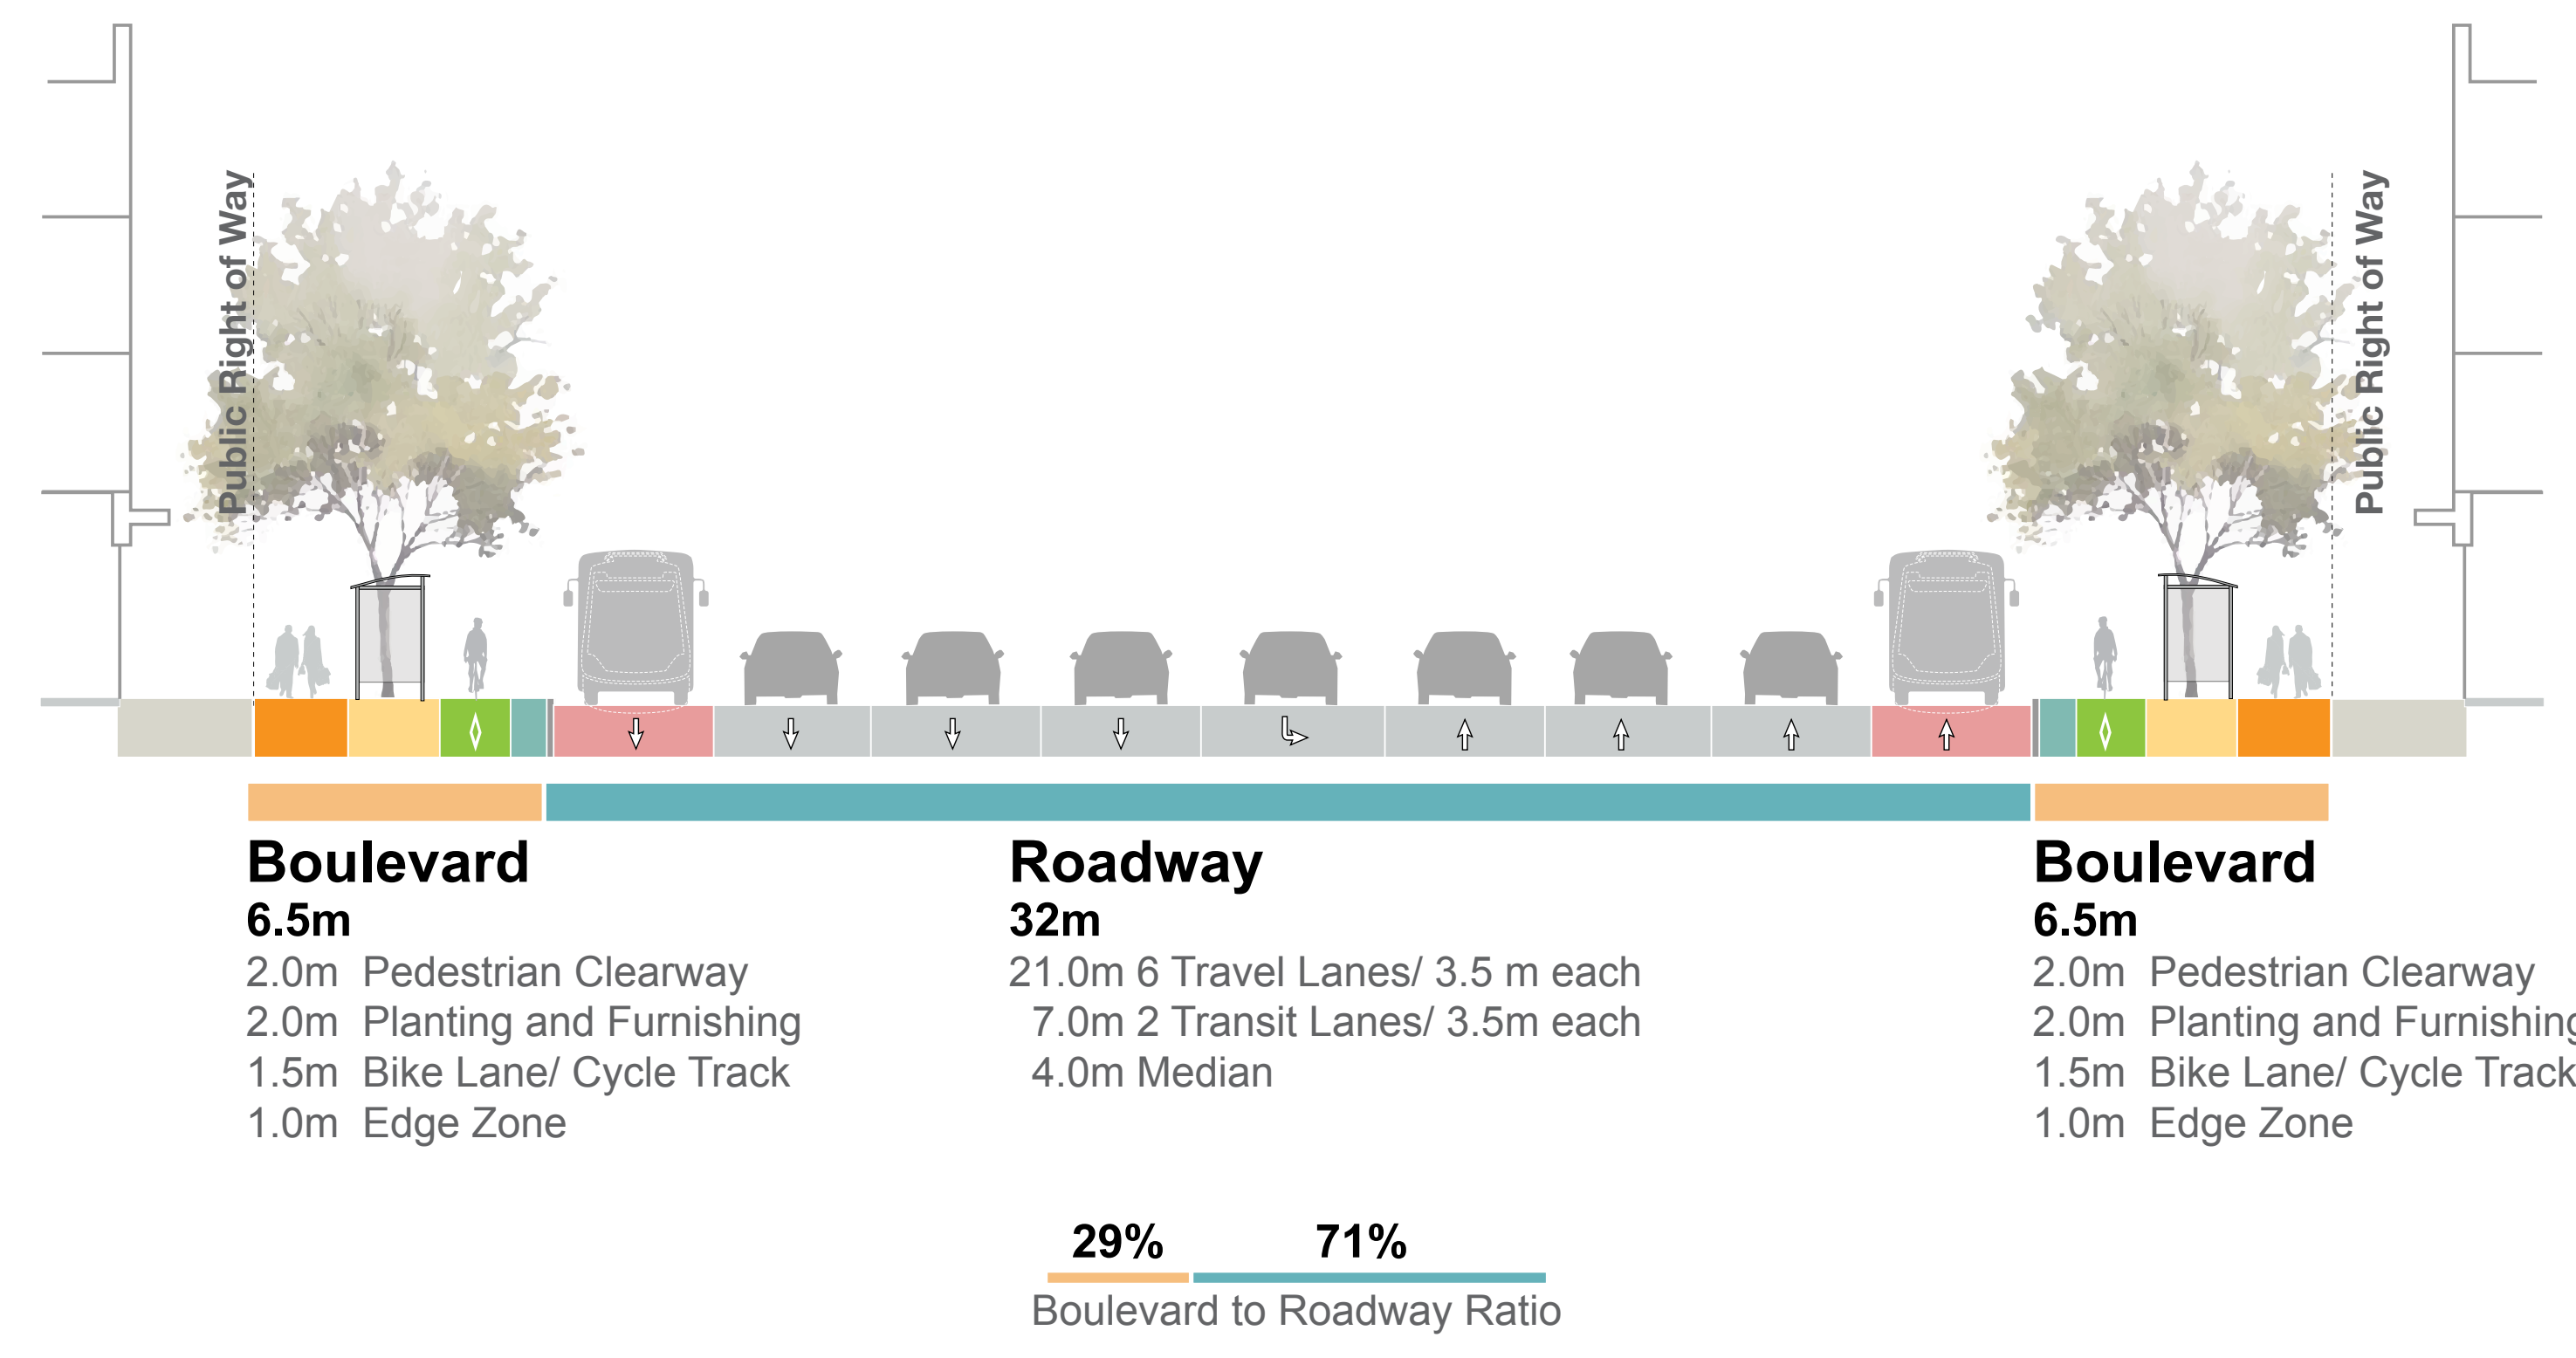 Public Right of Way
Public Right of Way
Boulevard
6.5m
2.0m Pedestrian Clearway
2.0m Planting and Furnishing
1.5m Bike Lane/ Cycle Track
1.0m Edge Zone
Roadway
32m
21.0m 6 Travel Lanes/ 3.5 m each
7.0m 2 Transit Lanes/ 3.5m each
4.0m Median
Boulevard
6.5m
2.0m Pedestrian Clearway
2.0m Planting and Furnishing
1.5m Bike Lane/ Cycle Track
1.0m Edge Zone
29% 71%
Boulevard to Roadway Ratio